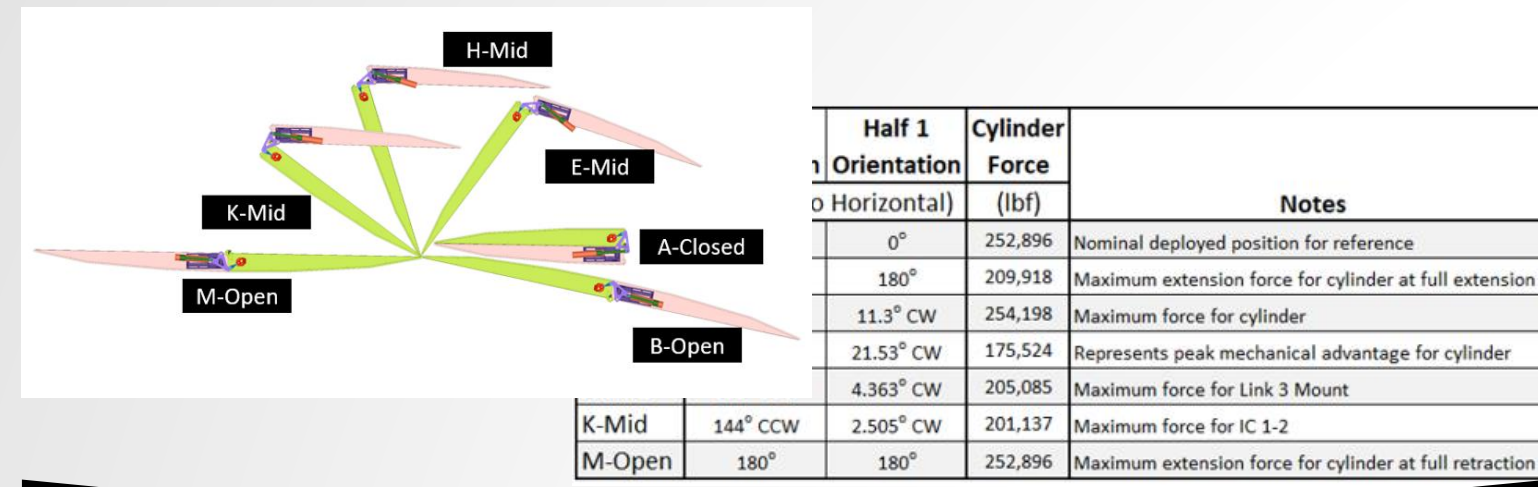 H-Mid
E-Mid
K-Mid
A-Closed
M-Open
B-Open
Half 1 Cylinder
Orientation Force
Horizontal) (lbf) Notes
0° 252,896 Nominal deployed position for reference
180° 209,918 Maximum extension force for cylinder at full extension
11.3° CW 254,198 Maximum force for cylinder
21.53° CW 175,524 Represents peak mechanical advantage for cylinder
4.363° CW 205,085 Maximum force for Link 3 Mount
K-Mid 144° CCW 2.505° CW 201,137 Maximum force for IC 1-2
M-Open 180° 180° 252,896 Maximum extension force for cylinder at full retraction